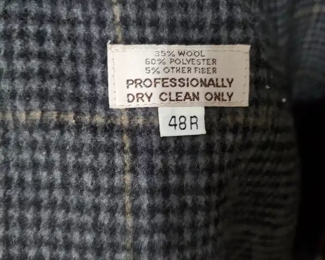 35% WOOL
60% POLYESTER
5% OTHER FIBER
PROFESSIONALLY
DRY CLEAN ONLY
48R